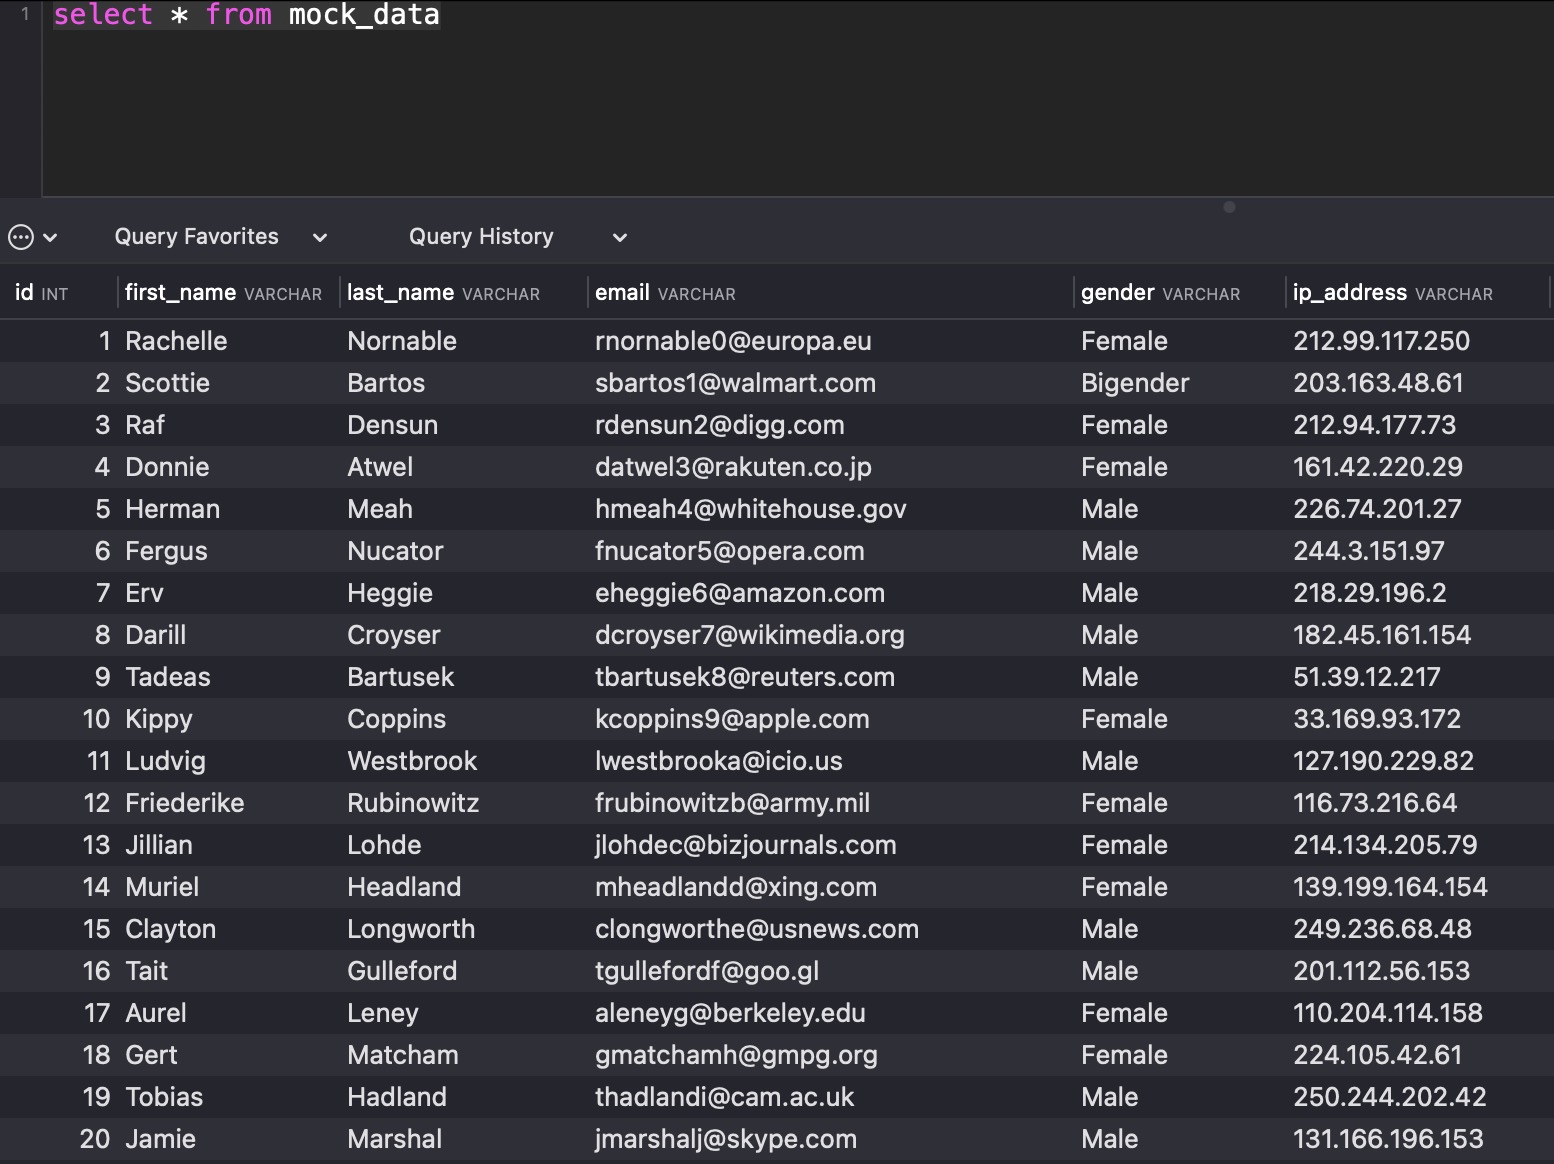 1 select * from mock_data
Query Favorites Query History
id INT first_name VARCHAR last_name VARCHAR email VARCHAR gender VARCHAR ip_address VARCHAR
1 Rachelle Nornable rnornable0@europa.eu Female 212.99.117.250
2 Scottie Bartos sbartos1@walmart.com Bigender 203.163.48.61
3 Raf Densun rdensun2@digg.com Female 212.94.177.73
4 Donnie Atwel datwel3@rakuten.co.jp Female 161.42.220.29
5 Herman Meah hmeah4@whitehouse.gov Male 226.74.201.27
6 Fergus Nucator fnucator5@opera.com Male 244.3.151.97
7 Erv Heggie eheggie6@amazon.com Male 218.29.196.2
8 Darill Croyser dcroyser7@wikimedia.org Male 182.45.161.154
9 Tadeas Bartusek tbartusek8@reuters.com Male 51.39.12.217
10 Kippy Coppins kcoppins9@apple.com Female 33.169.93.172
11 Ludvig Westbrook lwestbrooka@icio.us Male 127.190.229.82
12 Friederike Rubinowitz frubinowitzb@army.mil Female 116.73.216.64
13 Jillian Lohde jlohdec@bizjournals.com Female 214.134.205.79
14 Muriel Headland mheadlandd@xing.com Female 139.199.164.154
15 Clayton Longworth clongworthe@usnews.com Male 249.236.68.48
16 Tait Gulleford tgullefordf@goo.gl Male 201.112.56.153
17 Aurel Leney aleneyg@berkeley.edu Female 110.204.114.158
18 Gert Matcham gmatchamh@gmpg.org Female 224.105.42.61
19 Tobias Hadland thadlandi@cam.ac.uk Male 250.244.202.42
20 Jamie Marshal jmarshalj@skype.com Male 131.166.196.153